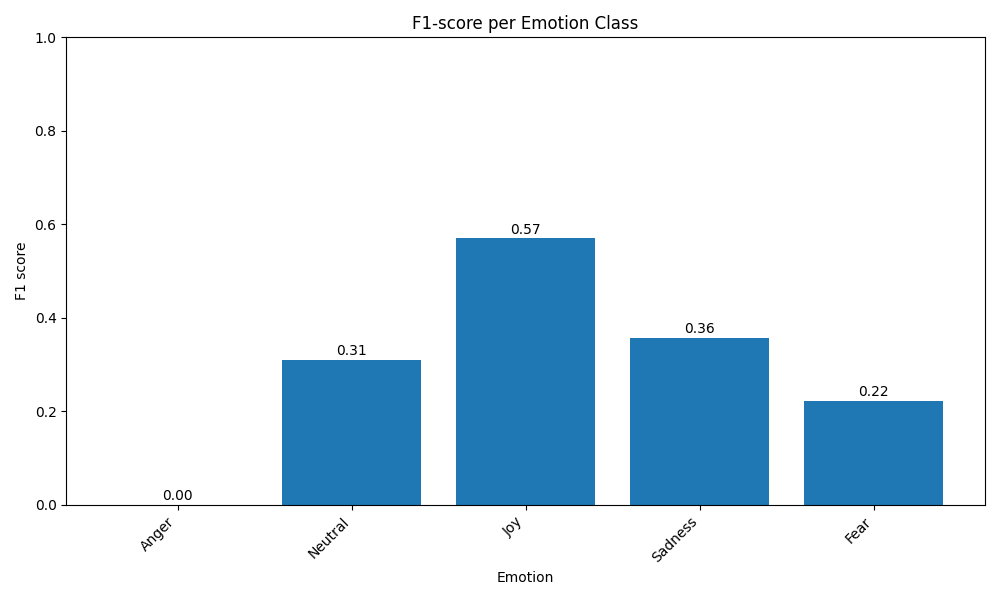 F1-score per Emotion Class
F1 score
1.0
0.8
0.6
0.4
0.2
0.0
0.00
0.31
0.57
0.36
0.22
Anger
Neutral
Joy
Sadness
Fear
Emotion